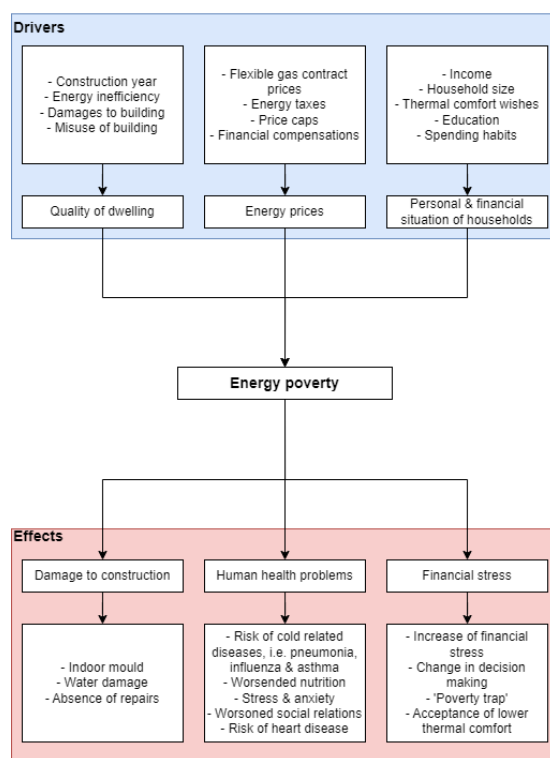 Drivers
- Construction year
- Energy inefficiency
- Damages to building
- Misuse of building
- Flexible gas contract
prices
- Energy taxes
- Price caps
- Financial compensations
- Income
- Household size
- Thermal comfort wishes
- Education
- Spending habits
Quality of dwelling
Energy prices
Personal & financial
situation of households
Energy poverty
Effects
Damage to construction
Human health problems
Financial stress
- Indoor mould
- Water damage
- Absence of repairs
- Risk of cold related
diseases, i.e. pneumonia,
influenza & asthma
- Worsended nutrition
- Stress & anxiety
- Worsoned social relations
- Risk of heart disease
- Increase of financial
stress
- Change in decision
making
- 'Poverty trap'
- Acceptance of lower
thermal comfort